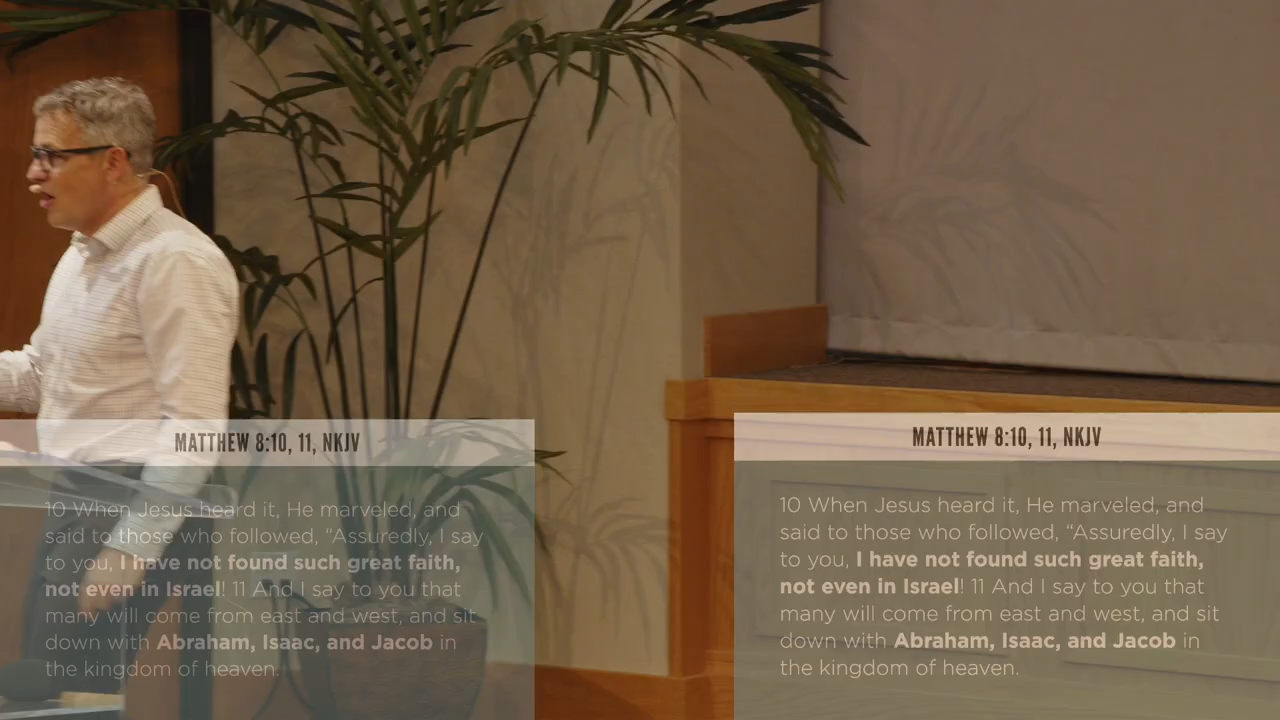 MATTHEW 8:10, 11, NKJV
10 When Jesus heard it, He marveled, and
said to those who followed, “Assuredly, I say
to you, I have not found such great faith,
not even in Israel! 11 And I say to you that
many will come from east and west, and sit
down with Abraham, Isaac, and Jacob in
the kingdom of heaven.
MATTHEW 8:10, 11, NKJV
10 When Jesus heard it, He marveled, and
said to those who followed, “Assuredly, I say
to you, I have not found such great faith,
not even in Israel! 11 And I say to you that
many will come from east and west, and sit
down with Abraham, Isaac, and Jacob in
the kingdom of heaven.